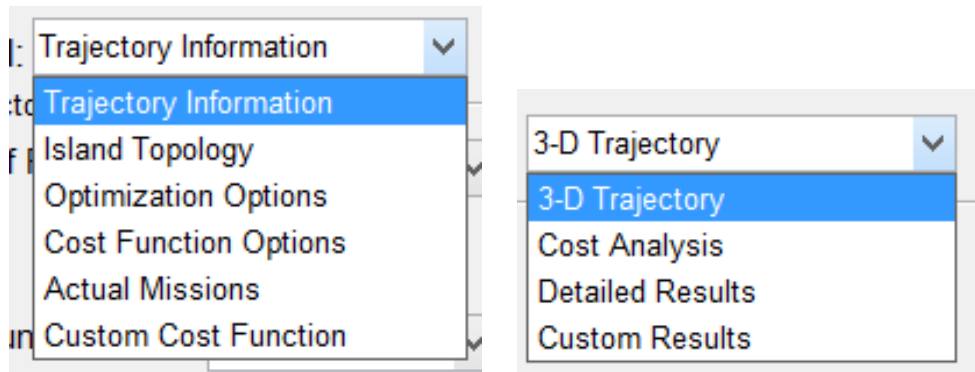 Trajectory Information
Trajectory Information
Island Topology
Optimization Options
Cost Function Options
Actual Missions
Custom Cost Function
3-D Trajectory
3-D Trajectory
Cost Analysis
Detailed Results
Custom Results